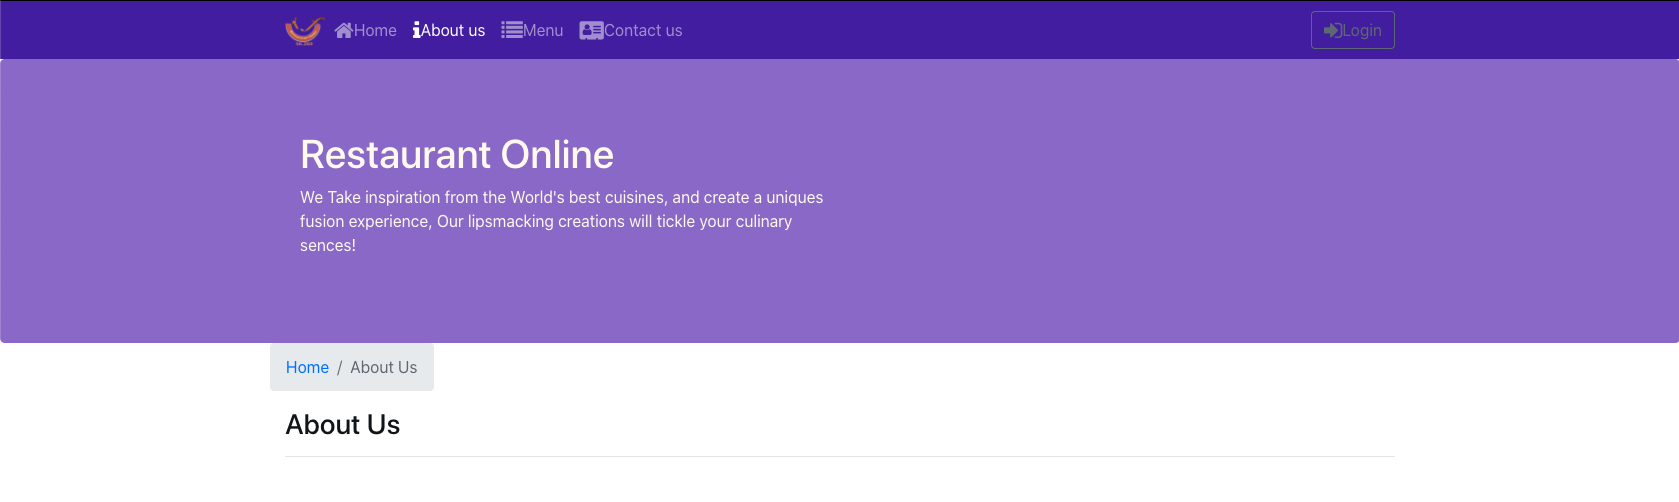 Home About us Menu Contact us Login
Restaurant Online
We Take inspiration from the World's best cuisines, and create a uniques
fusion experience, Our lipsmacking creations will tickle your culinary
sences!
Home / About Us
About Us